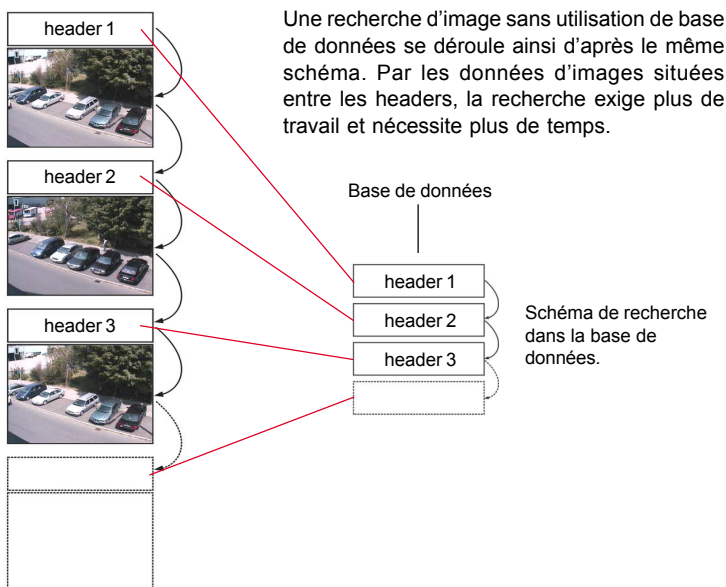 Une recherche d'image sans utilisation de base
de données se déroule ainsi d'après le même
schéma. Par les données d'images situées
entre les headers, la recherche exige plus de
travail et nécessite plus de temps.
header 1
header 2
header 3
Base de données
header 1
header 2
header 3
Schéma de recherche
dans la base de
données.